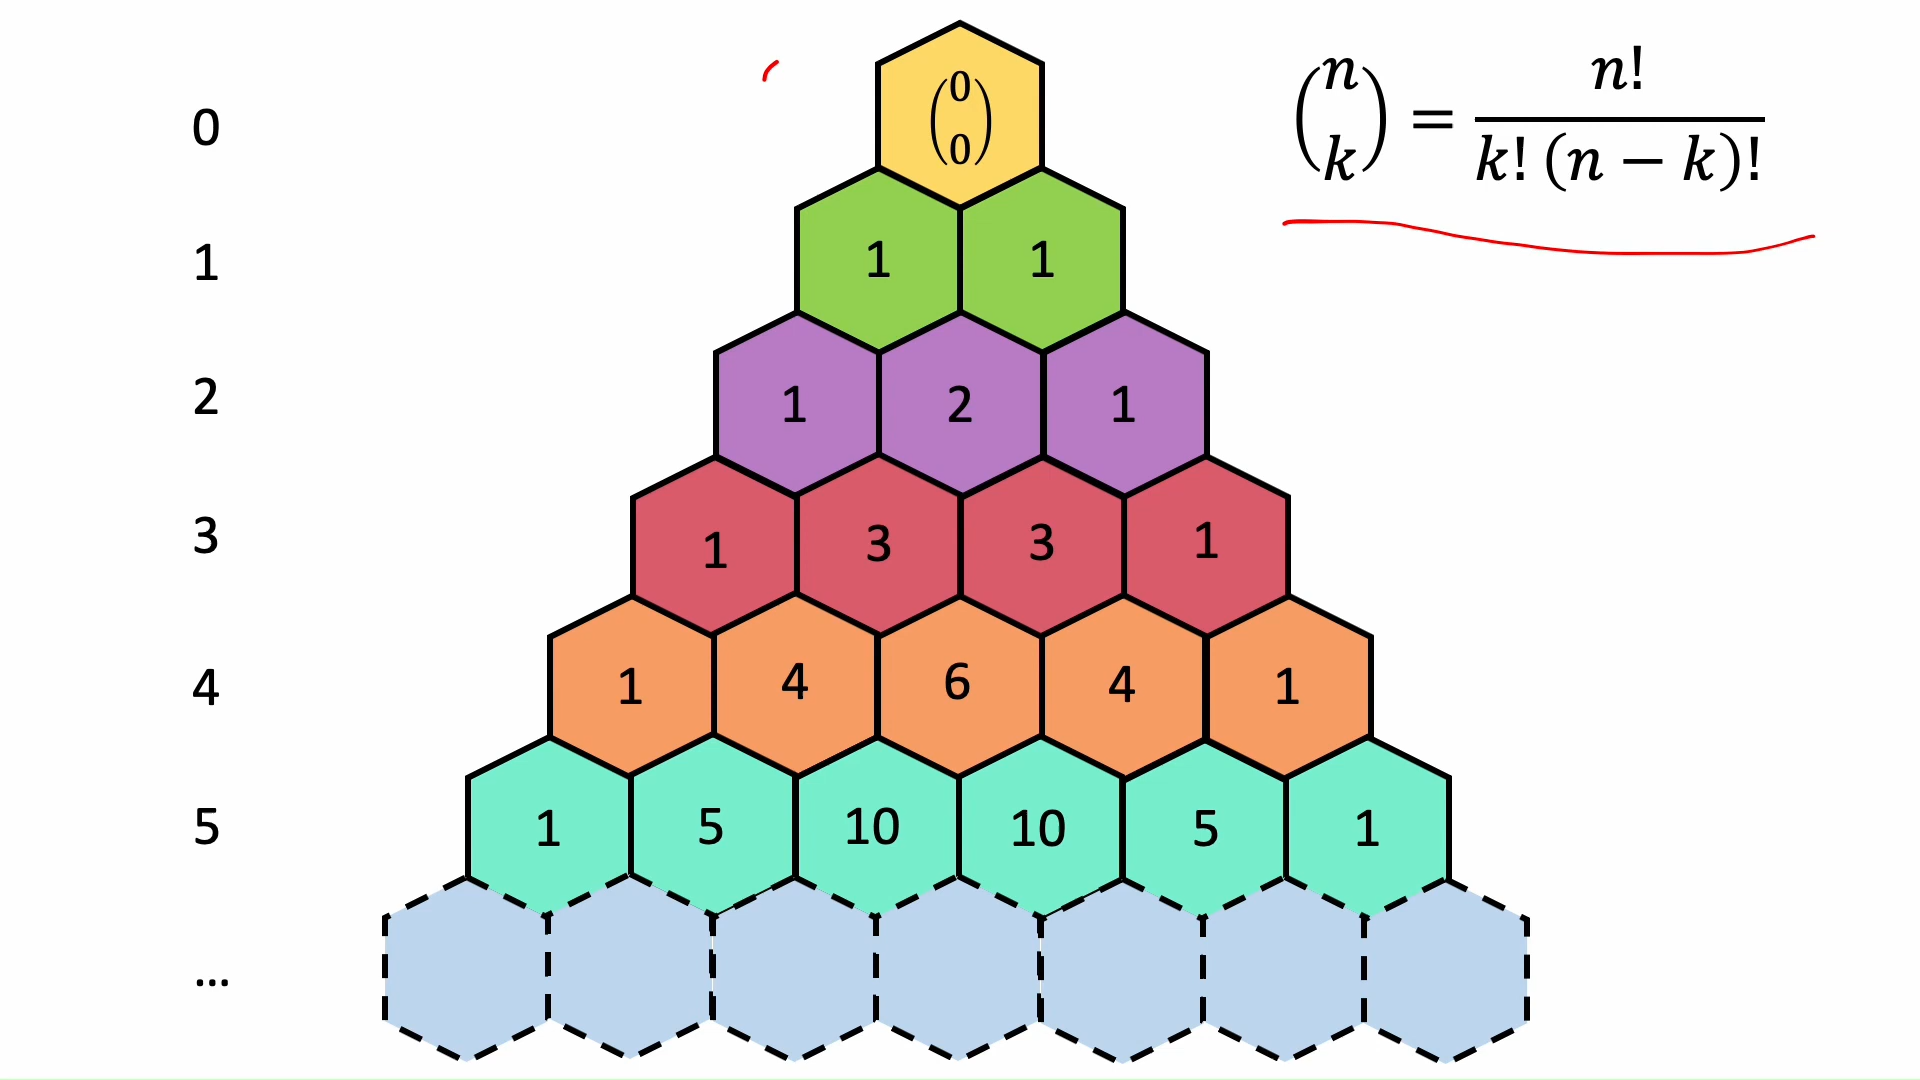 0
(0 0)
(n k) = n! / k! (n − k)!
1
1 1
2
1 2 1
3
1 3 3 1
4
1 4 6 4 1
5
1 5 10 10 5 1
...